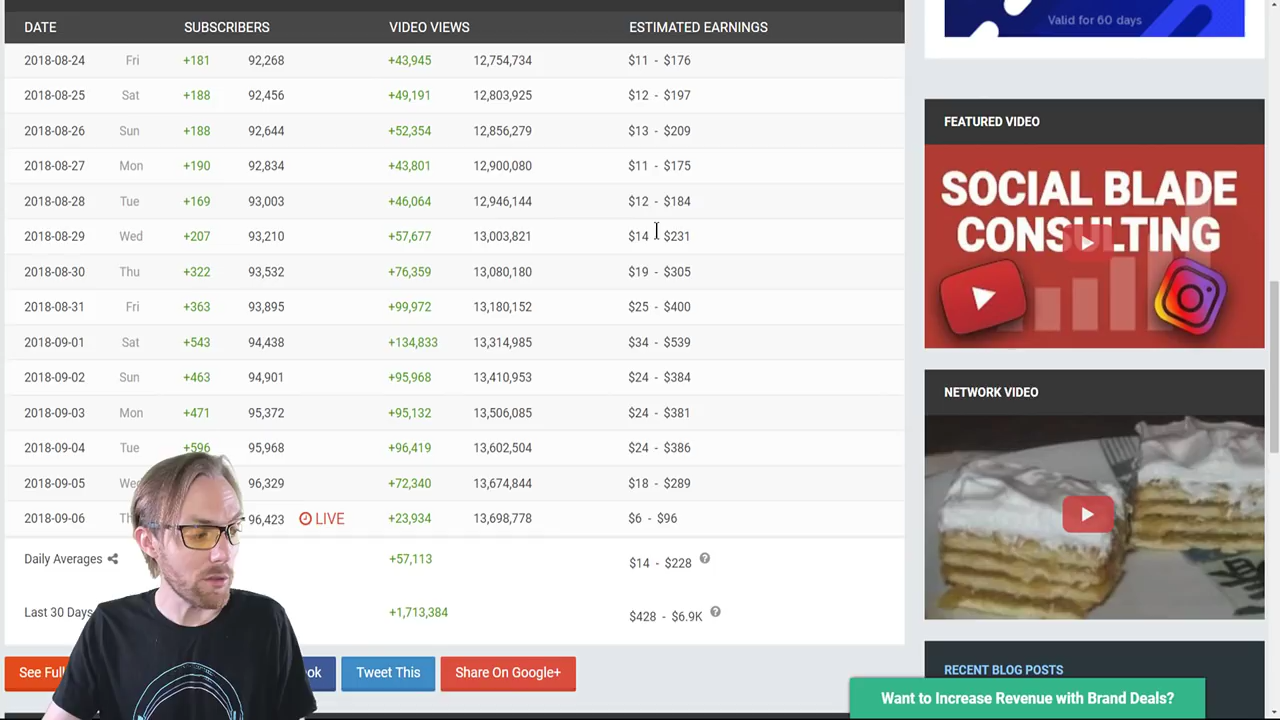 Valid for 60 days
DATE SUBSCRIBERS VIDEO VIEWS ESTIMATED EARNINGS
2018-08-24 Fri +181 92,268 +43,945 12,754,734 $11 - $176
2018-08-25 Sat +188 92,456 +49,191 12,803,925 $12 - $197
2018-08-26 Sun +188 92,644 +52,354 12,856,279 $13 - $209
2018-08-27 Mon +190 92,834 +43,801 12,900,080 $11 - $175
2018-08-28 Tue +169 93,003 +46,064 12,946,144 $12 - $184
2018-08-29 Wed +207 93,210 +57,677 13,003,821 $14 - $231
2018-08-30 Thu +322 93,532 +76,359 13,080,180 $19 - $305
2018-08-31 Fri +363 93,895 +99,972 13,180,152 $25 - $400
2018-09-01 Sat +543 94,438 +134,833 13,314,985 $34 - $539
2018-09-02 Sun +463 94,901 +95,968 13,410,953 $24 - $384
2018-09-03 Mon +471 95,372 +95,132 13,506,085 $24 - $381
2018-09-04 Tue +596 95,968 +96,419 13,602,504 $24 - $386
2018-09-05 We 96,329 +72,340 13,674,844 $18 - $289
2018-09-06 Th 96,423 LIVE +23,934 13,698,778 $6 - $96
Daily Averages +57,113 $14 - $228 ?
Last 30 Days +1,713,384 $428 - $6.9K ?
See Full ok Tweet This Share On Google+
FEATURED VIDEO
SOCIAL BLADE
CONSULTING
NETWORK VIDEO
RECENT BLOG POSTS
Want to Increase Revenue with Brand Deals?